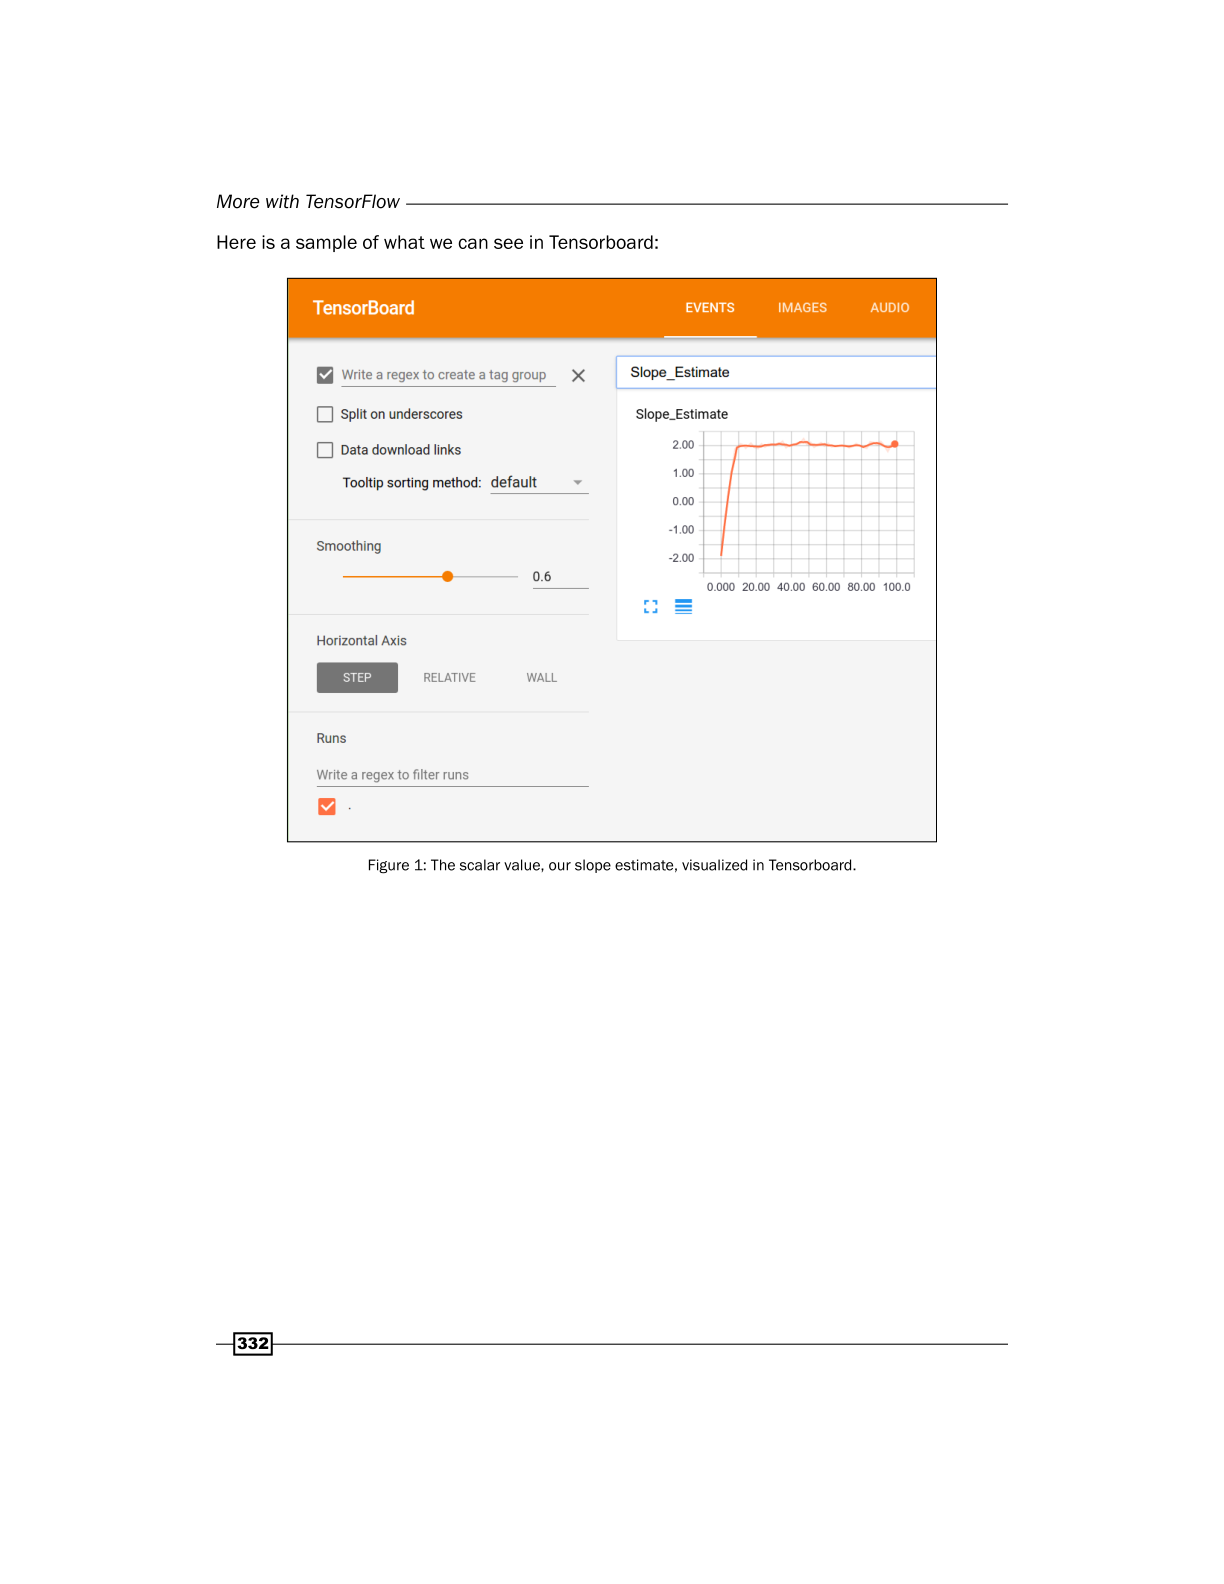 More with TensorFlow
Here is a sample of what we can see in Tensorboard:
TensorBoard
EVENTS
IMAGES
AUDIO
Write a regex to create a tag group
Split on underscores
Data download links
Tooltip sorting method: default
Smoothing
0.6
Horizontal Axis
STEP
RELATIVE
WALL
Runs
Write a regex to filter runs
.
Slope_Estimate
Slope_Estimate
2.00
1.00
0.00
-1.00
-2.00
0.000 20.00 40.00 60.00 80.00 100.0
Figure 1: The scalar value, our slope estimate, visualized in Tensorboard.
332